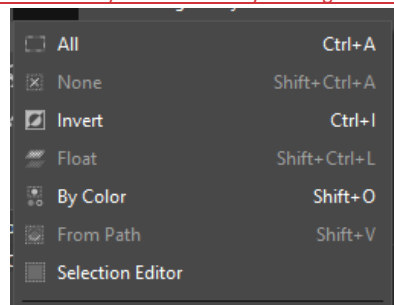 All Ctrl+A
None Shift+Ctrl+A
Invert Ctrl+I
Float Shift+Ctrl+L
By Color Shift+O
From Path Shift+V
Selection Editor